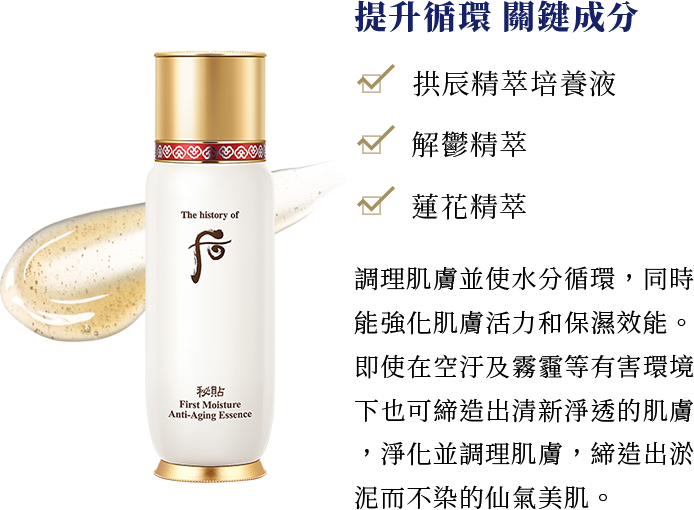 提升循環 關鍵成分
拱辰精萃培養液
解鬱精萃
蓮花精萃
調理肌膚並使水分循環，同時
能強化肌膚活力和保濕效能。
即使在空汙及霧霾等有害環境
下也可締造出清新淨透的肌膚
，淨化並調理肌膚，締造出淤
泥而不染的仙氣美肌。
The history of
后
秘貼
First Moisture
Anti-Aging Essence